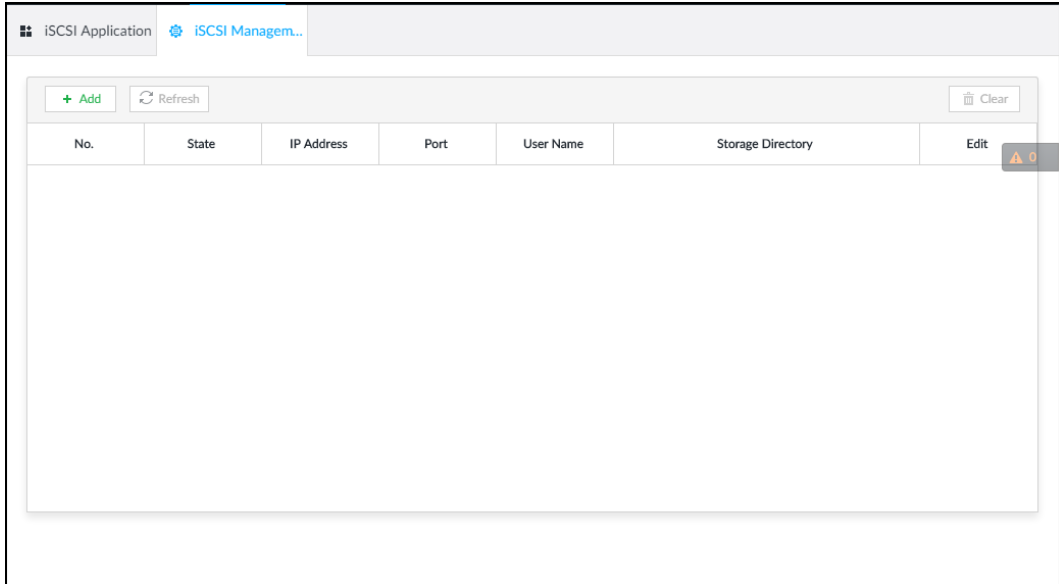 iSCSI Application iSCSI Managem...
+ Add Refresh Clear
No. State IP Address Port User Name Storage Directory Edit
0